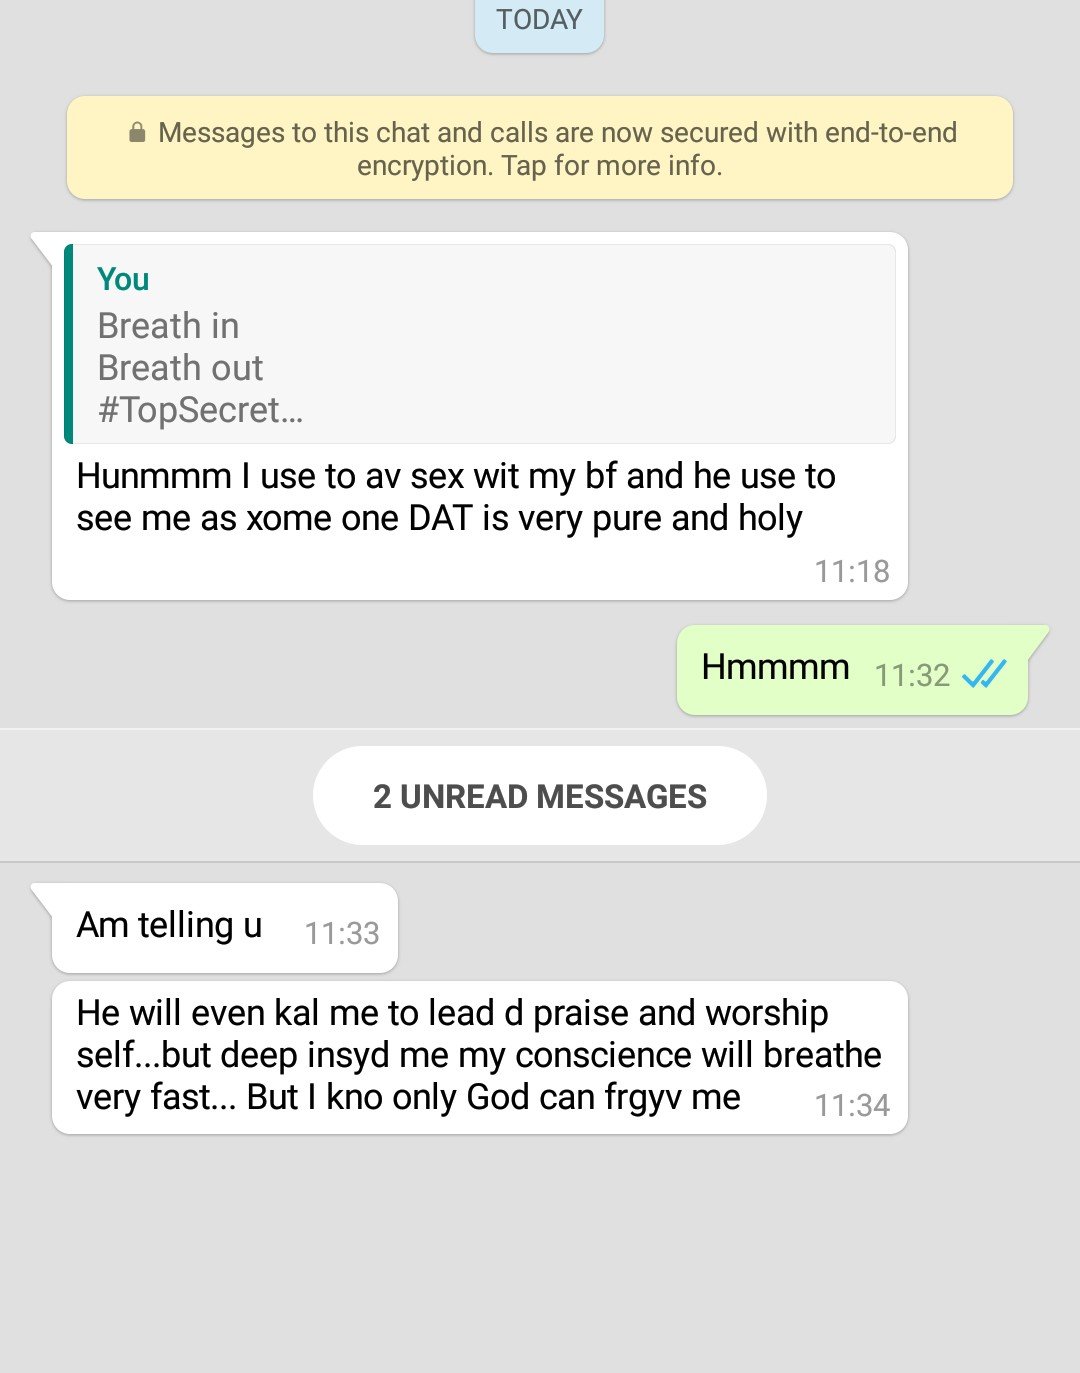 TODAY
Messages to this chat and calls are now secured with end-to-end
encryption. Tap for more info.
You
Breath in
Breath out
#TopSecret...
Hunmmm I use to av sex wit my bf and he use to
see me as xome one DAT is very pure and holy
11:18
Hmmmm 11:32
2 UNREAD MESSAGES
Am telling u 11:33
He will even kal me to lead d praise and worship
self...but deep insyd me my conscience will breathe
very fast... But I kno only God can frgyv me 11:34